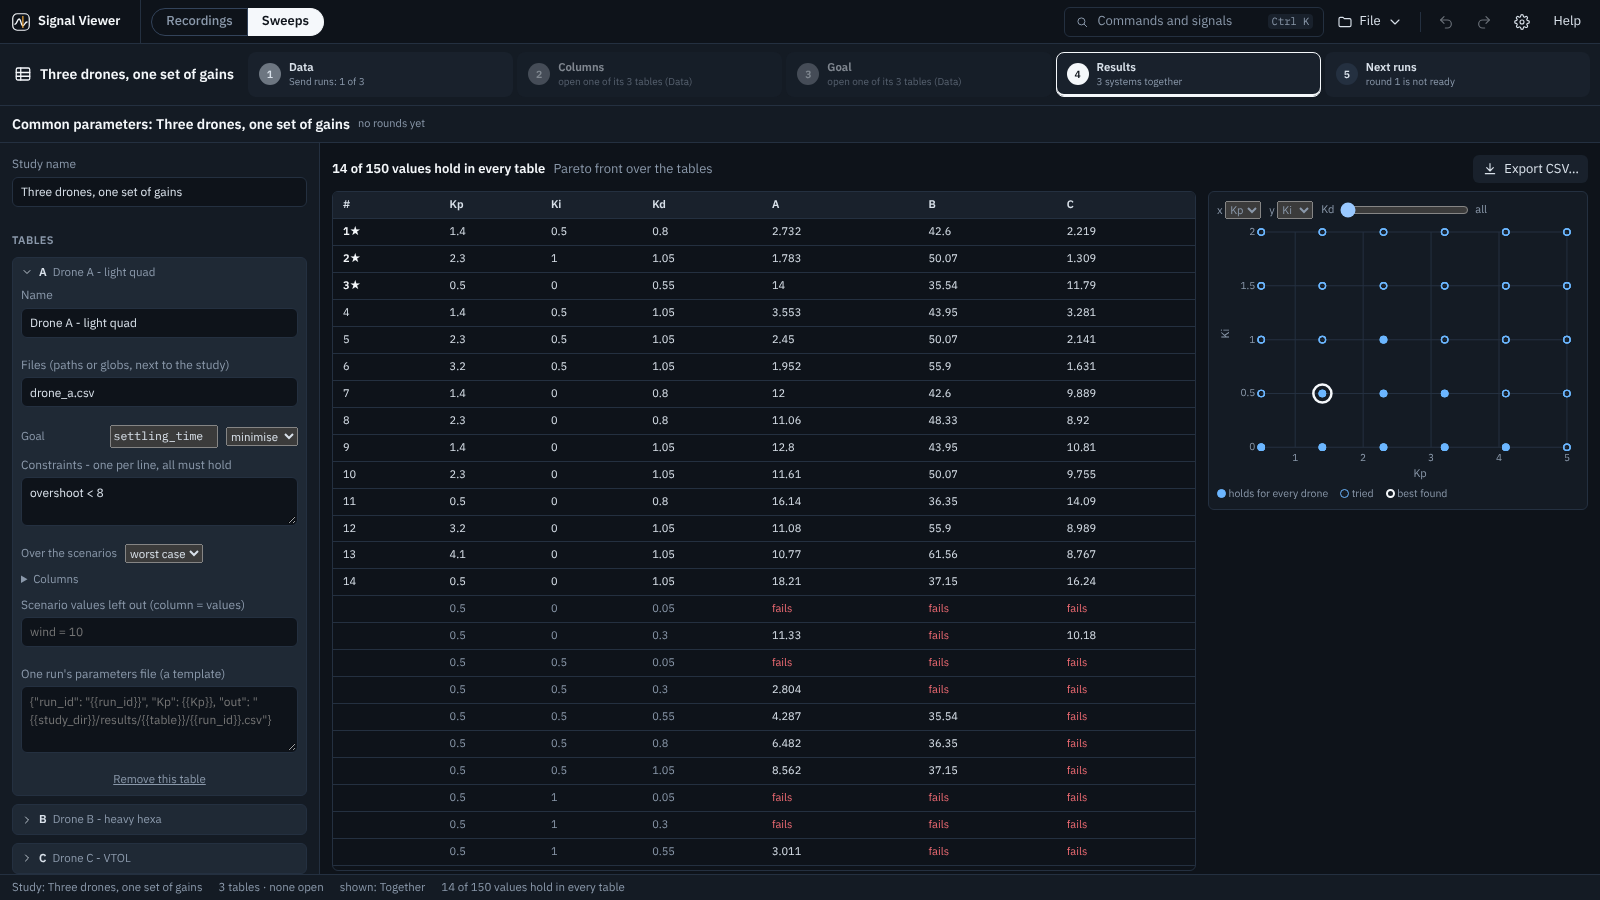 Signal Viewer
Recordings
Sweeps
Commands and signals
Ctrl K
File
Help
Three drones, one set of gains
1
Data
Send runs: 1 of 3
2
Columns
open one of its 3 tables (Data)
3
Goal
open one of its 3 tables (Data)
4
Results
3 systems together
5
Next runs
round 1 is not ready
Common parameters: Three drones, one set of gains no rounds yet
Study name
Three drones, one set of gains
TABLES
A Drone A - light quad
Name
Drone A - light quad
Files (paths or globs, next to the study)
drone_a.csv
Goal settling_time minimise
Constraints - one per line, all must hold
overshoot < 8
Over the scenarios worst case
Columns
Scenario values left out (column = values)
wind = 10
One run's parameters file (a template)
{"run_id": "{{run_id}}", "Kp": {{Kp}}, "out": "
{{study_dir}}/results/{{table}}/{{run_id}}.csv"}
Remove this table
B Drone B - heavy hexa
C Drone C - VTOL
14 of 150 values hold in every table Pareto front over the tables
Export CSV...
# Kp Ki Kd A B C
1★ 1.4 0.5 0.8 2.732 42.6 2.219
2★ 2.3 1 1.05 1.783 50.07 1.309
3★ 0.5 0 0.55 14 35.54 11.79
4 1.4 0.5 1.05 3.553 43.95 3.281
5 2.3 0.5 1.05 2.45 50.07 2.141
6 3.2 0.5 1.05 1.952 55.9 1.631
7 1.4 0 0.8 12 42.6 9.889
8 2.3 0 0.8 11.06 48.33 8.92
9 1.4 0 1.05 12.8 43.95 10.81
10 2.3 0 1.05 11.61 50.07 9.755
11 0.5 0 0.8 16.14 36.35 14.09
12 3.2 0 1.05 11.08 55.9 8.989
13 4.1 0 1.05 10.77 61.56 8.767
14 0.5 0 1.05 18.21 37.15 16.24
0.5 0 0.05 fails fails fails
0.5 0 0.3 11.33 fails 10.18
0.5 0.5 0.05 fails fails fails
0.5 0.5 0.3 2.804 fails fails
0.5 0.5 0.55 4.287 35.54 fails
0.5 0.5 0.8 6.482 36.35 fails
0.5 0.5 1.05 8.562 37.15 fails
0.5 1 0.05 fails fails fails
0.5 1 0.3 fails fails fails
0.5 1 0.55 3.011 fails fails
x Kp y Ki Kd all
2
1.5
1
0.5
0
Ki
1 2 3 4 5
Kp
holds for every drone tried best found
Study: Three drones, one set of gains 3 tables · none open shown: Together 14 of 150 values hold in every table